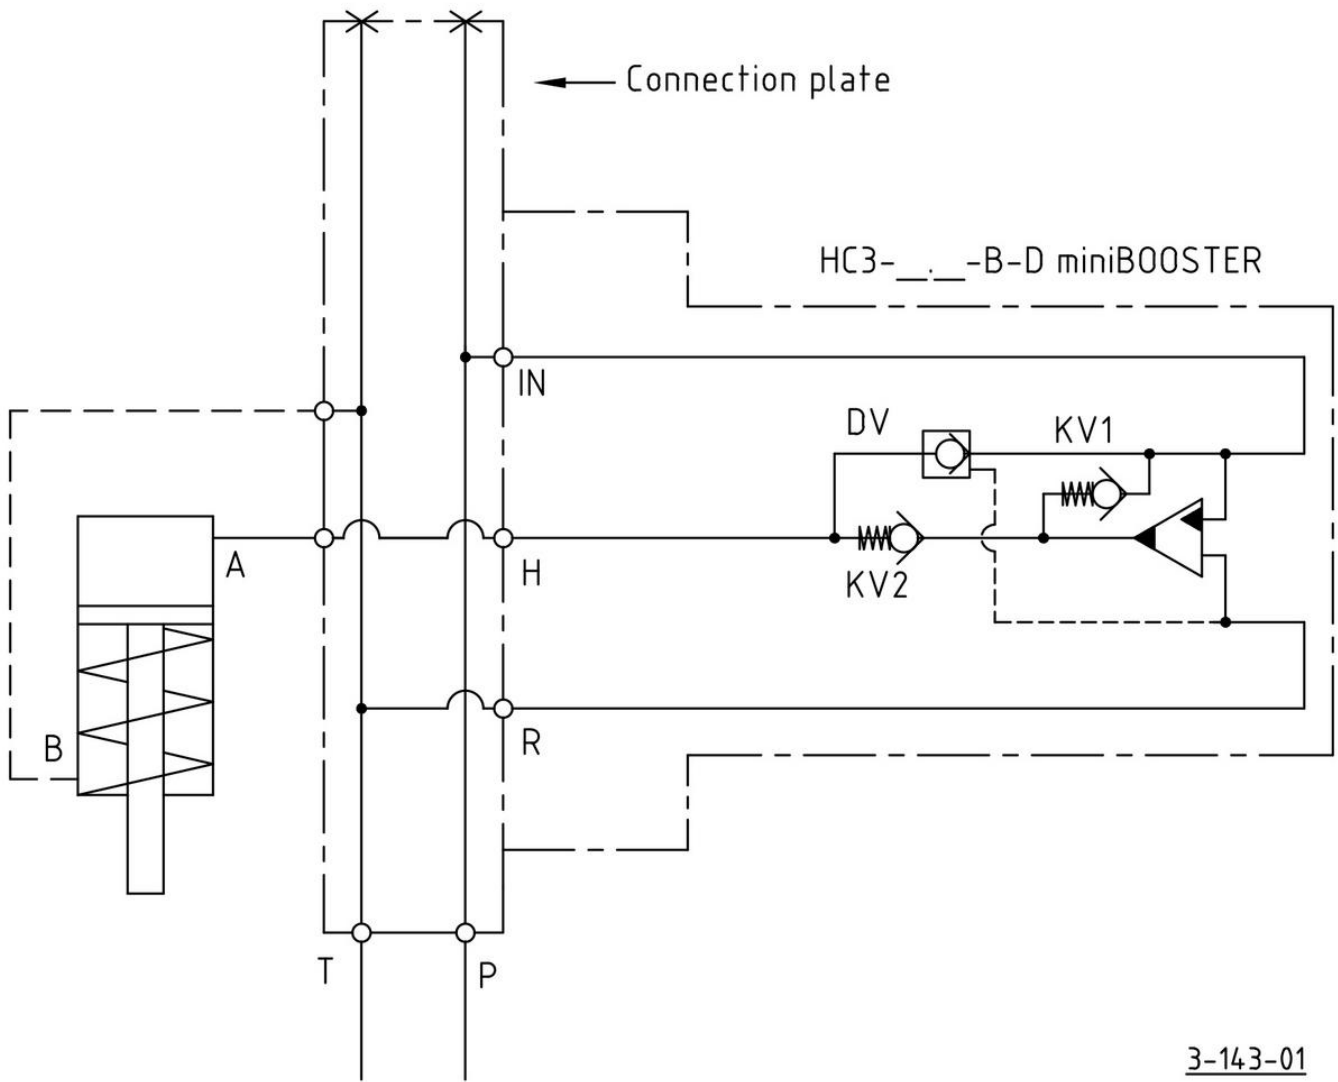 Connection plate
HC3-__.__-B-D miniBOOSTER
IN
DV
KV1
A
H
KV2
B
R
T
P
3-143-01